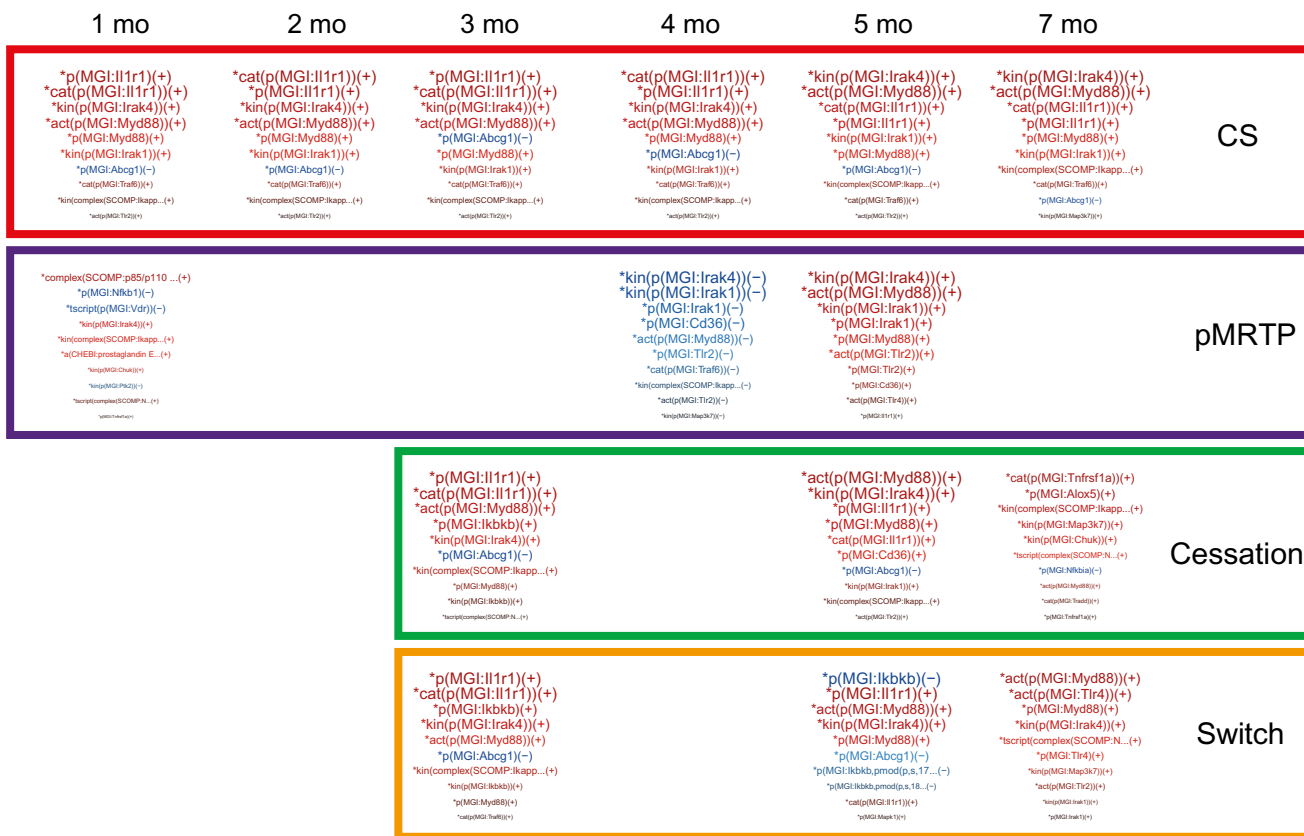 1 mo 2 mo 3 mo 4 mo 5 mo 7 mo
*p(MGI:Il1r1)(+) *cat(p(MGI:Il1r1))(+) *p(MGI:Il1r1)(+) *cat(p(MGI:Il1r1))(+) *kin(p(MGI:Irak4))(+) *kin(p(MGI:Irak4))(+)
*cat(p(MGI:Il1r1))(+) *p(MGI:Il1r1)(+) *cat(p(MGI:Il1r1))(+) *p(MGI:Il1r1)(+) *act(p(MGI:Myd88))(+) *act(p(MGI:Myd88))(+)
*kin(p(MGI:Irak4))(+) *kin(p(MGI:Irak4))(+) *kin(p(MGI:Irak4))(+) *kin(p(MGI:Irak4))(+) *cat(p(MGI:Il1r1))(+) *cat(p(MGI:Il1r1))(+)
*act(p(MGI:Myd88))(+) *act(p(MGI:Myd88))(+) *act(p(MGI:Myd88))(+) *act(p(MGI:Myd88))(+) *p(MGI:Il1r1)(+) *p(MGI:Il1r1)(+)
*p(MGI:Myd88)(+) *p(MGI:Myd88)(+) *p(MGI:Abcg1)(−) *p(MGI:Myd88)(+) *kin(p(MGI:Irak1))(+) *p(MGI:Myd88)(+)
CS
*kin(p(MGI:Irak1))(+) *kin(p(MGI:Irak1))(+) *p(MGI:Myd88)(+) *p(MGI:Abcg1)(−) *p(MGI:Myd88)(+) *kin(p(MGI:Irak1))(+)
*p(MGI:Abcg1)(−) *p(MGI:Abcg1)(−) *kin(p(MGI:Irak1))(+) *kin(p(MGI:Irak1))(+) *p(MGI:Abcg1)(−) *kin(complex(SCOMP:Ikapp...(+)
*cat(p(MGI:Traf6))(+) *cat(p(MGI:Traf6))(+) *cat(p(MGI:Traf6))(+) *cat(p(MGI:Traf6))(+) *kin(complex(SCOMP:Ikapp...(+) *cat(p(MGI:Traf6))(+)
*kin(complex(SCOMP:Ikapp...(+) *kin(complex(SCOMP:Ikapp...(+) *kin(complex(SCOMP:Ikapp...(+) *kin(complex(SCOMP:Ikapp...(+) *cat(p(MGI:Traf6))(+) *p(MGI:Abcg1)(−)
*act(p(MGI:Tlr2))(+) *act(p(MGI:Tlr2))(+) *act(p(MGI:Tlr2))(+) *act(p(MGI:Tlr2))(+) *act(p(MGI:Tlr2))(+) *kin(p(MGI:Map3k7))(+)
*complex(SCOMP:p85/p110 ...(+) *kin(p(MGI:Irak4))(−) *kin(p(MGI:Irak4))(+)
*p(MGI:Nfkb1)(−) *kin(p(MGI:Irak1))(−) *act(p(MGI:Myd88))(+)
*tscript(p(MGI:Vdr))(−) *p(MGI:Irak1)(−) *kin(p(MGI:Irak1))(+)
*kin(p(MGI:Irak4))(+) *p(MGI:Cd36)(−) *p(MGI:Irak1)(+)
pMRTP
*kin(complex(SCOMP:Ikapp...(+) *act(p(MGI:Myd88))(−) *p(MGI:Myd88)(+)
*a(CHEBI:prostaglandin E...(+) *p(MGI:Tlr2)(−) *act(p(MGI:Tlr2))(+)
*kin(p(MGI:Chuk))(+) *cat(p(MGI:Traf6))(−) *p(MGI:Tlr2)(+)
*kin(p(MGI:Ptk2))(−) *kin(complex(SCOMP:Ikapp...(−) *p(MGI:Cd36)(+)
*tscript(complex(SCOMP:N...(+) *act(p(MGI:Tlr2))(−) *act(p(MGI:Tlr4))(+)
*p(MGI:Tnfrsf1a)(+) *kin(p(MGI:Map3k7))(−) *p(MGI:Il1r1)(+)
*p(MGI:Il1r1)(+) *act(p(MGI:Myd88))(+) *cat(p(MGI:Tnfrsf1a))(+)
*cat(p(MGI:Il1r1))(+) *kin(p(MGI:Irak4))(+) *p(MGI:Alox5)(+)
*act(p(MGI:Myd88))(+) *p(MGI:Il1r1)(+) *kin(complex(SCOMP:Ikapp...(+)
*p(MGI:Ikbkb)(+) *p(MGI:Myd88)(+) *kin(p(MGI:Map3k7))(+)
*kin(p(MGI:Irak4))(+) *cat(p(MGI:Il1r1))(+) *kin(p(MGI:Chuk))(+)
Cessation
*p(MGI:Abcg1)(−) *p(MGI:Cd36)(+) *tscript(complex(SCOMP:N...(+)
*kin(complex(SCOMP:Ikapp...(+) *p(MGI:Abcg1)(−) *p(MGI:Nfkbia)(−)
*p(MGI:Myd88)(+) *kin(p(MGI:Irak1))(+) *act(p(MGI:Myd88))(+)
*kin(p(MGI:Ikbkb))(+) *kin(complex(SCOMP:Ikapp...(+) *cat(p(MGI:Tradd))(+)
*tscript(complex(SCOMP:N...(+) *act(p(MGI:Tlr2))(+) *p(MGI:Tnfrsf1a)(+)
*p(MGI:Il1r1)(+) *p(MGI:Ikbkb)(−) *act(p(MGI:Myd88))(+)
*cat(p(MGI:Il1r1))(+) *p(MGI:Il1r1)(+) *act(p(MGI:Tlr4))(+)
*p(MGI:Ikbkb)(+) *act(p(MGI:Myd88))(+) *p(MGI:Myd88)(+)
*kin(p(MGI:Irak4))(+) *kin(p(MGI:Irak4))(+) *kin(p(MGI:Irak4))(+)
Switch
*act(p(MGI:Myd88))(+) *p(MGI:Myd88)(+) *tscript(complex(SCOMP:N...(+)
*p(MGI:Abcg1)(−) *p(MGI:Abcg1)(−) *p(MGI:Tlr4)(+)
*kin(complex(SCOMP:Ikapp...(+) *p(MGI:Ikbkb,pmod(p,s,17...(−) *kin(p(MGI:Map3k7))(+)
*kin(p(MGI:Ikbkb))(+) *p(MGI:Ikbkb,pmod(p,s,18...(−) *act(p(MGI:Tlr2))(+)
*p(MGI:Myd88)(+) *cat(p(MGI:Il1r1))(+) *kin(p(MGI:Irak1))(+)
*cat(p(MGI:Traf6))(+) *p(MGI:Mapk1)(+) *p(MGI:Irak1)(+)